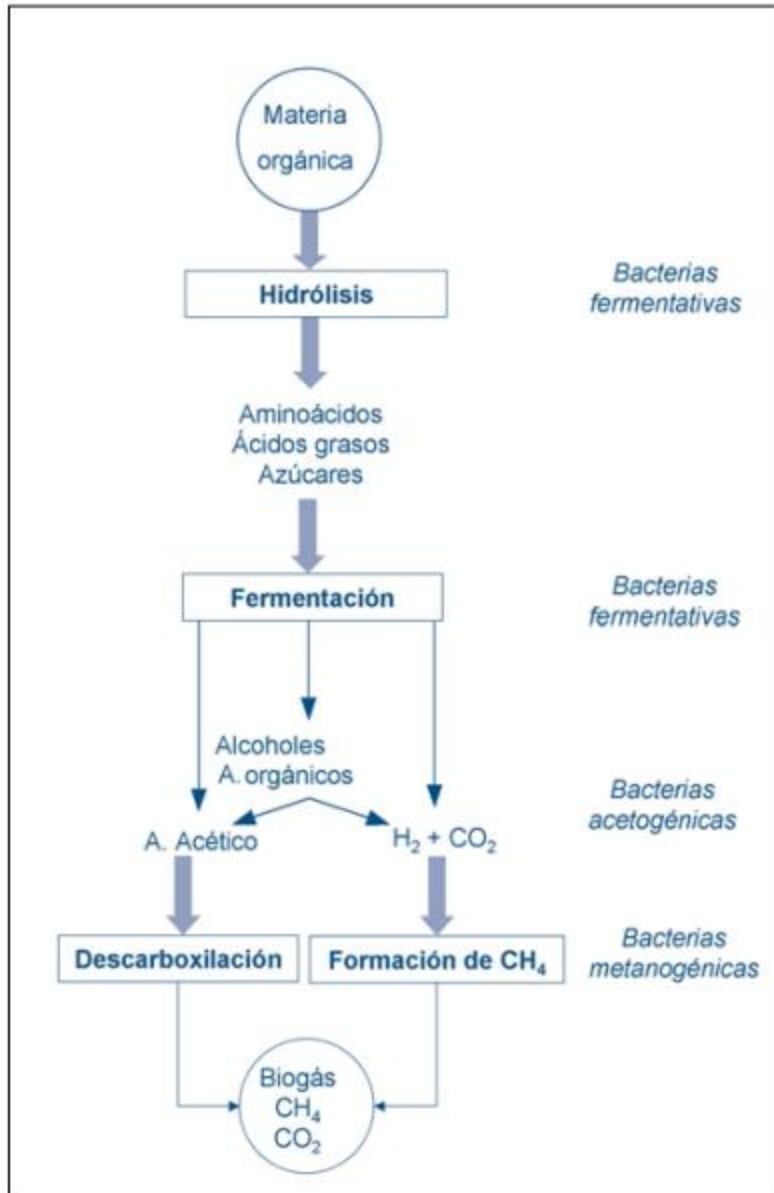 Materia
orgánica
Hidrólisis
Bacterias
fermentativas
Aminoácidos
Ácidos grasos
Azúcares
Fermentación
Bacterias
fermentativas
Alcoholes
A. orgánicos
Bacterias
acetogénicas
A. Acético
H₂ + CO₂
Descarboxilación
Formación de CH₄
Bacterias
metanogénicas
Biogás
CH₄
CO₂